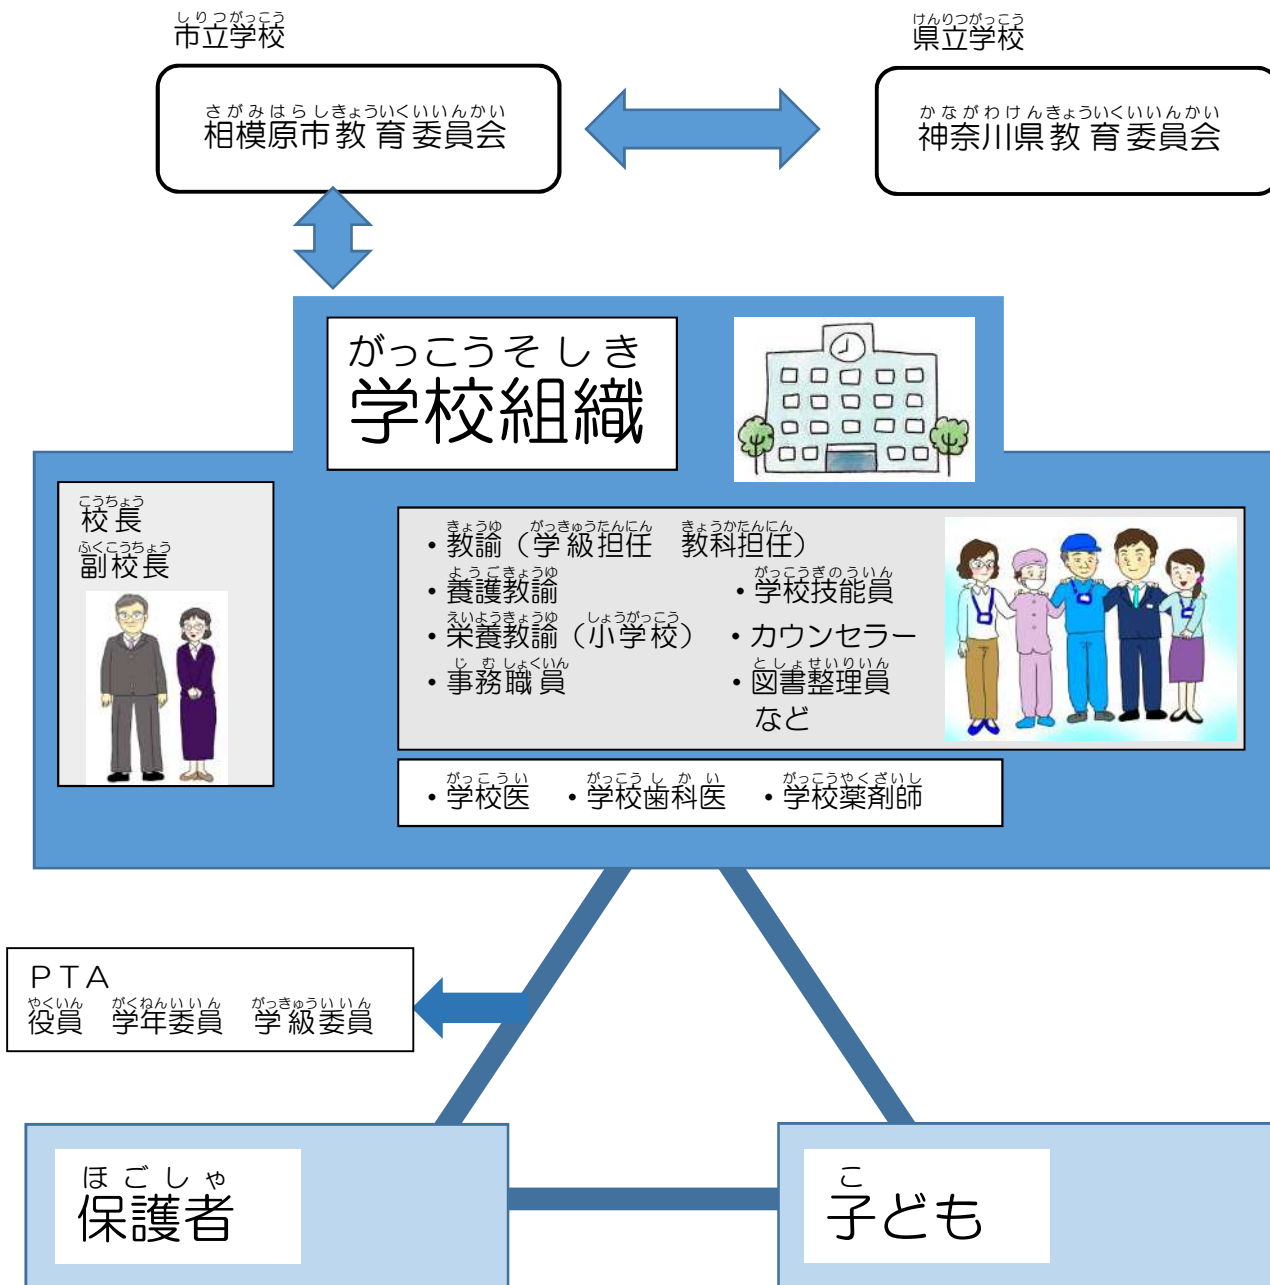 しりつがっこう
市立学校
けんりつがっこう
県立学校
さがみはらしきょういくいいんかい
相模原市教育委員会
かながわけんきょういくいいんかい
神奈川県教育委員会
がっこうそしき
学校組織
こうちょう
校長
ふくこうちょう
副校長
きょうゆ がっきゅうたんにん きょうかたんにん
・教諭（学級担任 教科担任）
ようごきょうゆ がっこうぎのういん
・養護教諭 ・学校技能員
えいようきょうゆ しょうがっこう
・栄養教諭（小学校） ・カウンセラー
じむしょくいん としょせいりいん
・事務職員 ・図書整理員
など
がっこうい がっこうしかい がっこうやくざいし
・学校医 ・学校歯科医 ・学校薬剤師
ＰＴＡ
やくいん がくねんいいん がっきゅういいん
役員 学年委員 学級委員
ほごしゃ
保護者
こ
子ども